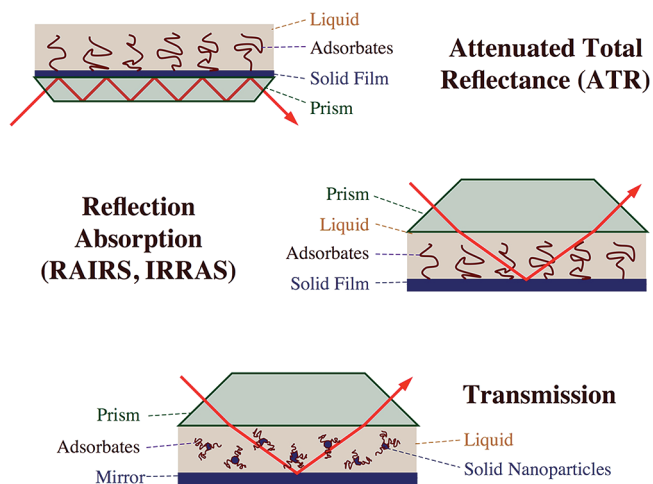 Liquid
Adsorbates
Solid Film
Prism
Attenuated Total
Reflectance (ATR)
Reflection
Absorption
(RAIRS, IRRAS)
Prism
Liquid
Adsorbates
Solid Film
Transmission
Prism
Adsorbates
Mirror
Liquid
Solid Nanoparticles